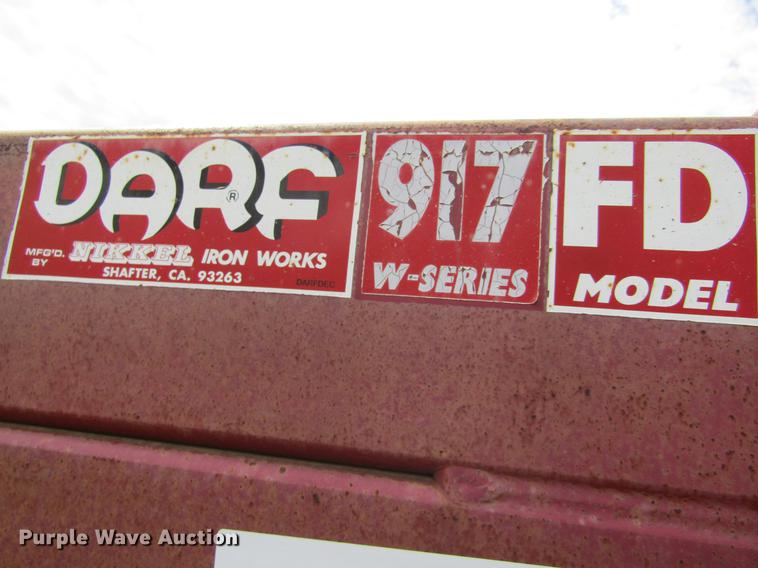 DARF®
MFG'D. BY NIKKEL IRON WORKS
SHAFTER, CA. 93263
DARFDEC
917
W-SERIES
FD
MODEL
Purple Wave Auction